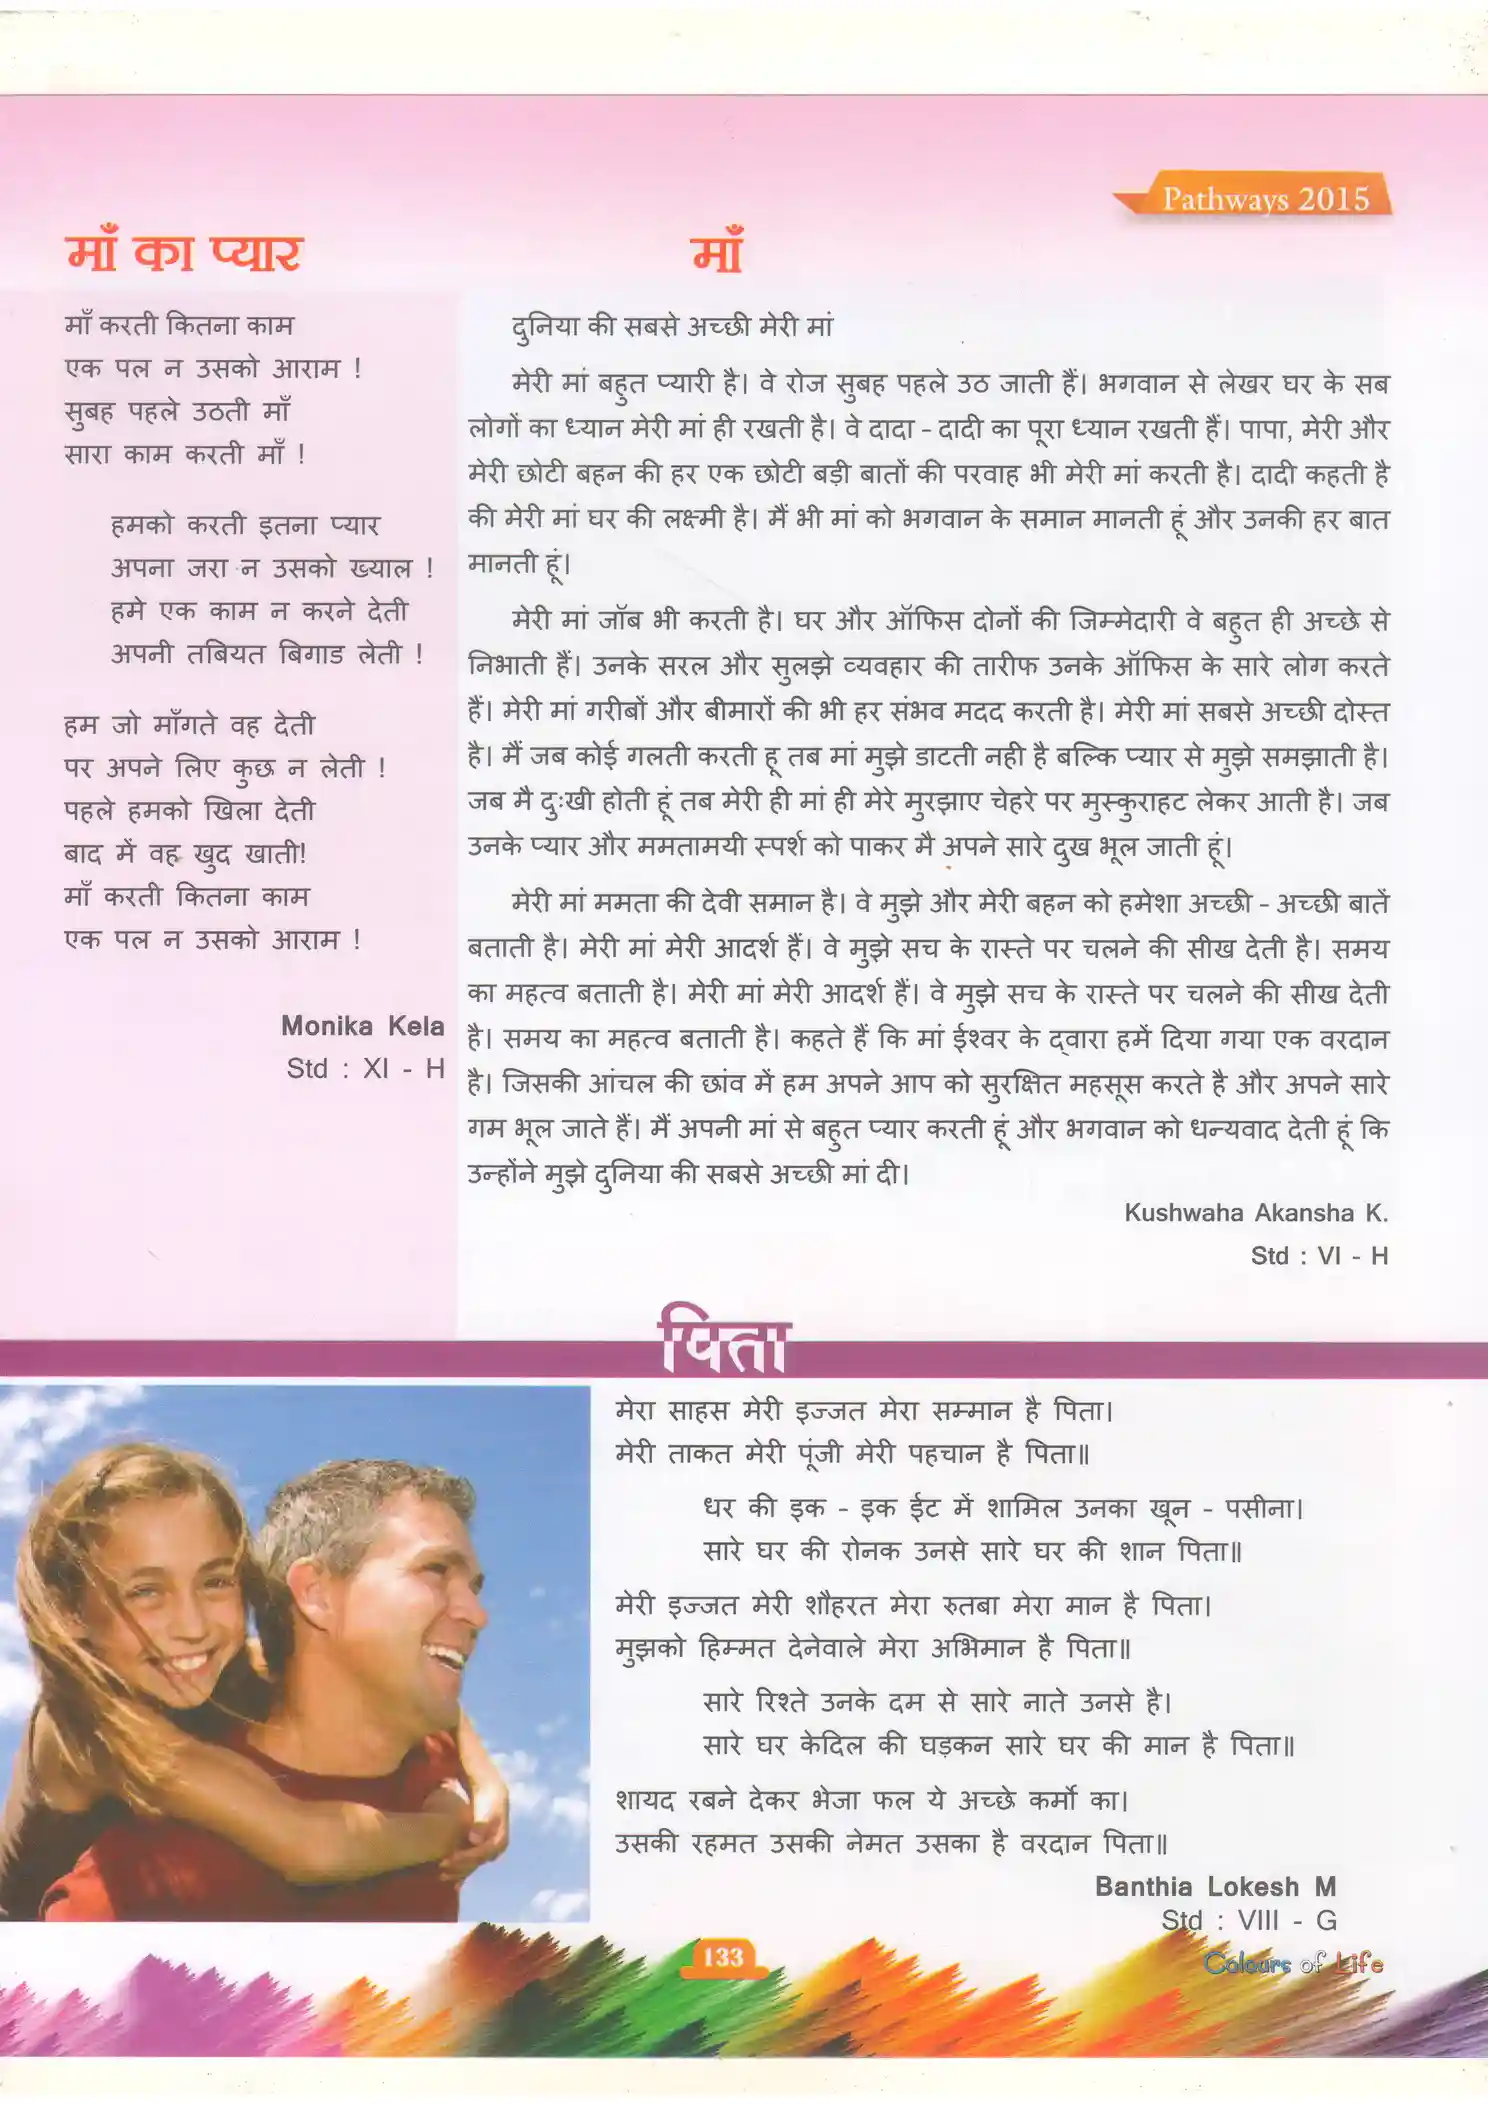 Pathways 2015
माँ का प्यार
माँ करती कितना काम
एक पल न उसको आराम !
सुबह पहले उठती माँ
सारा काम करती माँ !
हमको करती इतना प्यार
अपना जरा न उसको ख्याल !
हमे एक काम न करने देती
अपनी तबियत बिगाड लेती !
हम जो माँगते वह देती
पर अपने लिए कुछ न लेती !
पहले हमको खिला देती
बाद में वह खुद खाती!
माँ करती कितना काम
एक पल न उसको आराम !
Monika Kela
Std : XI - H
माँ
दुनिया की सबसे अच्छी मेरी मां
मेरी मां बहुत प्यारी है। वे रोज सुबह पहले उठ जाती हैं। भगवान से लेखर घर के सब
लोगों का ध्यान मेरी मां ही रखती है। वे दादा - दादी का पूरा ध्यान रखती हैं। पापा, मेरी और
मेरी छोटी बहन की हर एक छोटी बड़ी बातों की परवाह भी मेरी मां करती है। दादी कहती है
की मेरी मां घर की लक्ष्मी है। मैं भी मां को भगवान के समान मानती हूं और उनकी हर बात
मानती हूं।
मेरी मां जॉब भी करती है। घर और ऑफिस दोनों की जिम्मेदारी वे बहुत ही अच्छे से
निभाती हैं। उनके सरल और सुलझे व्यवहार की तारीफ उनके ऑफिस के सारे लोग करते
हैं। मेरी मां गरीबों और बीमारों की भी हर संभव मदद करती है। मेरी मां सबसे अच्छी दोस्त
है। मैं जब कोई गलती करती हू तब मां मुझे डाटती नही है बल्कि प्यार से मुझे समझाती है।
जब मै दुःखी होती हूं तब मेरी ही मां ही मेरे मुरझाए चेहरे पर मुस्कुराहट लेकर आती है। जब
उनके प्यार और ममतामयी स्पर्श को पाकर मै अपने सारे दुख भूल जाती हूं।
मेरी मां ममता की देवी समान है। वे मुझे और मेरी बहन को हमेशा अच्छी - अच्छी बातें
बताती है। मेरी मां मेरी आदर्श हैं। वे मुझे सच के रास्ते पर चलने की सीख देती है। समय
का महत्व बताती है। मेरी मां मेरी आदर्श हैं। वे मुझे सच के रास्ते पर चलने की सीख देती
है। समय का महत्व बताती है। कहते हैं कि मां ईश्वर के द्वारा हमें दिया गया एक वरदान
है। जिसकी आंचल की छांव में हम अपने आप को सुरक्षित महसूस करते है और अपने सारे
गम भूल जाते हैं। मैं अपनी मां से बहुत प्यार करती हूं और भगवान को धन्यवाद देती हूं कि
उन्होंने मुझे दुनिया की सबसे अच्छी मां दी।
Kushwaha Akansha K.
Std : VI - H
पिता
मेरा साहस मेरी इज्जत मेरा सम्मान है पिता।
मेरी ताकत मेरी पूंजी मेरी पहचान है पिता॥
धर की इक - इक ईट में शामिल उनका खून - पसीना।
सारे घर की रोनक उनसे सारे घर की शान पिता॥
मेरी इज्जत मेरी शौहरत मेरा रुतबा मेरा मान है पिता।
मुझको हिम्मत देनेवाले मेरा अभिमान है पिता॥
सारे रिश्ते उनके दम से सारे नाते उनसे है।
सारे घर केदिल की घड़कन सारे घर की मान है पिता॥
शायद रबने देकर भेजा फल ये अच्छे कर्मो का।
उसकी रहमत उसकी नेमत उसका है वरदान पिता॥
Banthia Lokesh M
Std : VIII - G
133
Colours of Life